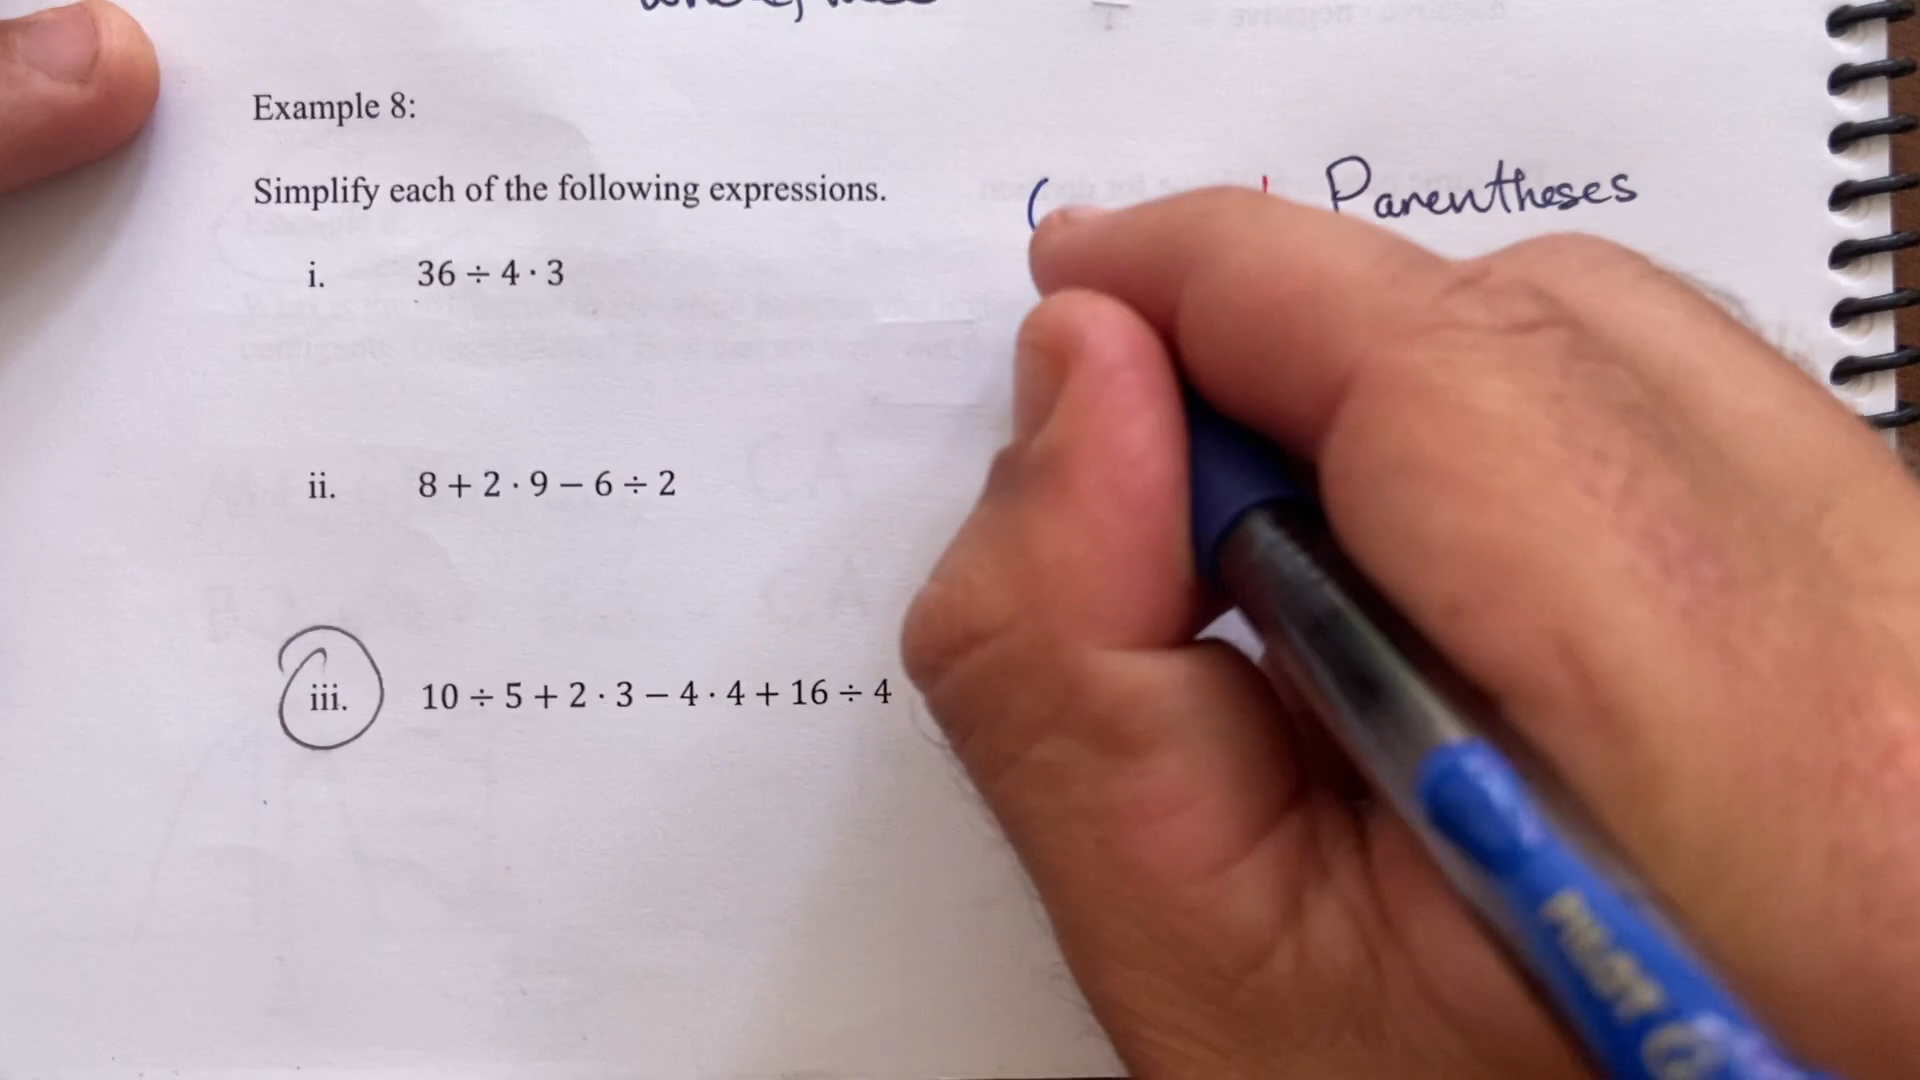 Example 8:
Simplify each of the following expressions.
( Parentheses
i. 36 ÷ 4 · 3
ii. 8 + 2 · 9 − 6 ÷ 2
iii. 10 ÷ 5 + 2 · 3 − 4 · 4 + 16 ÷ 4
PILOT